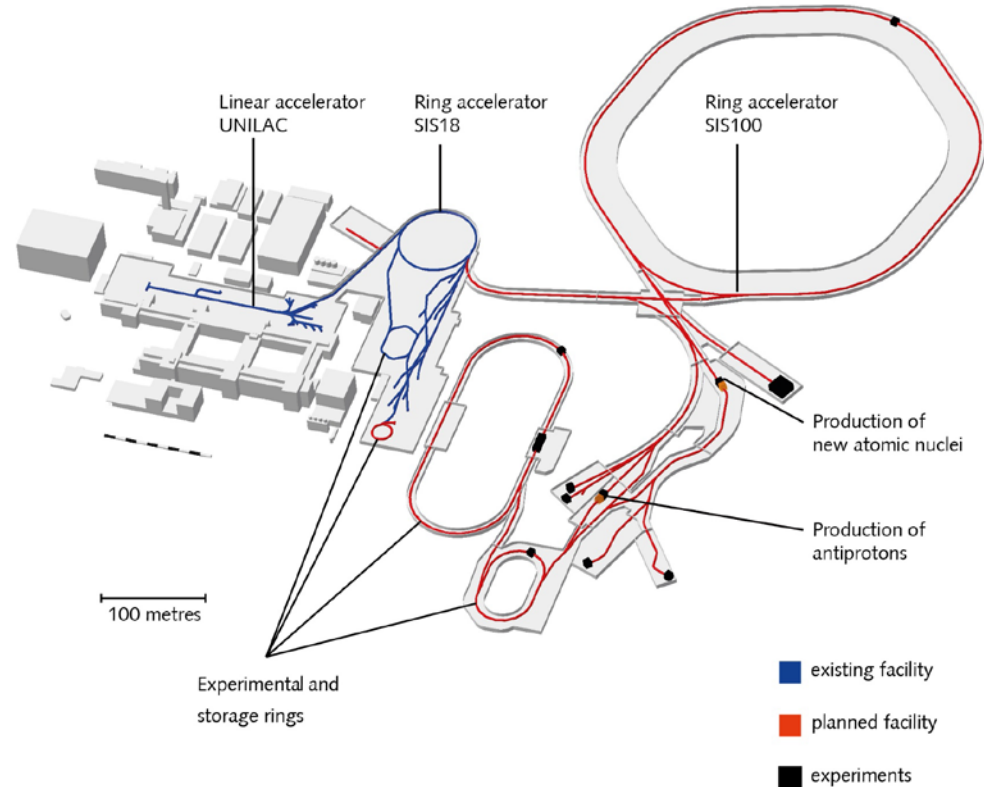 Linear accelerator
UNILAC
Ring accelerator
SIS18
Ring accelerator
SIS100
Production of
new atomic nuclei
Production of
antiprotons
100 metres
Experimental and
storage rings
existing facility
planned facility
experiments